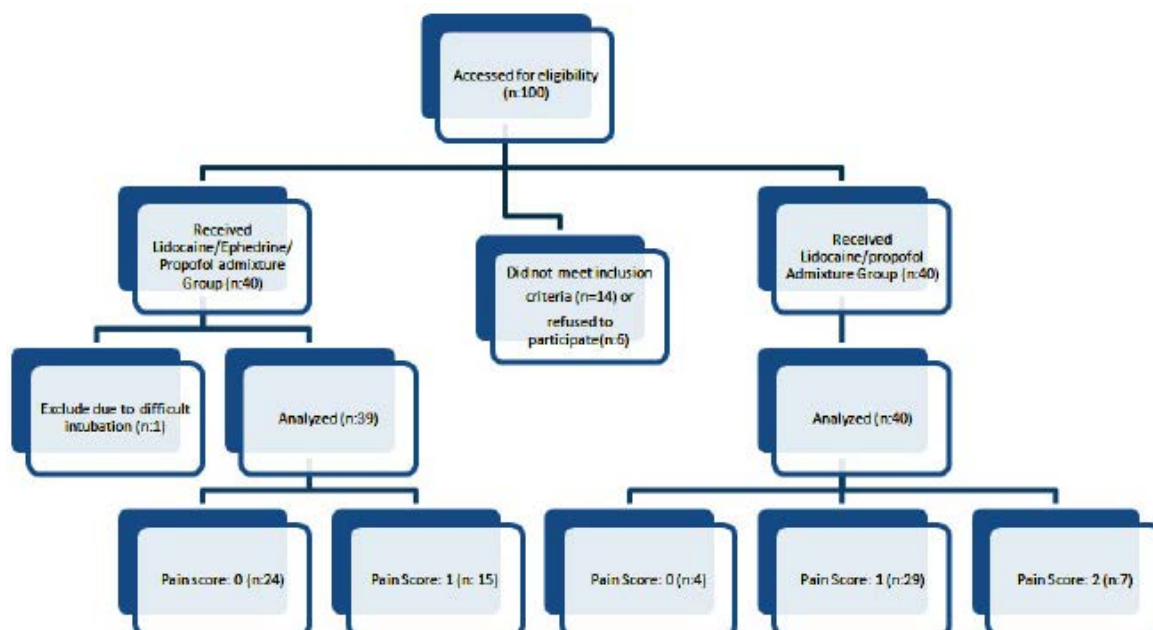 Accessed for eligibility
(n:100)
Received
Lidocaine/Ephedrine/
Propofol admixture
Group (n:40)
Did not meet inclusion
criteria (n=14) or
refused to
participate(n:6)
Received
Lidocaine/propofol
Admixture Group (n:40)
Exclude due to difficult
intubation (n:1)
Analyzed (n:39)
Analyzed (n:40)
Pain score: 0 (n:24)
Pain Score: 1 (n: 15)
Pain Score: 0 (n:4)
Pain Score: 1 (n:29)
Pain Score: 2 (n:7)